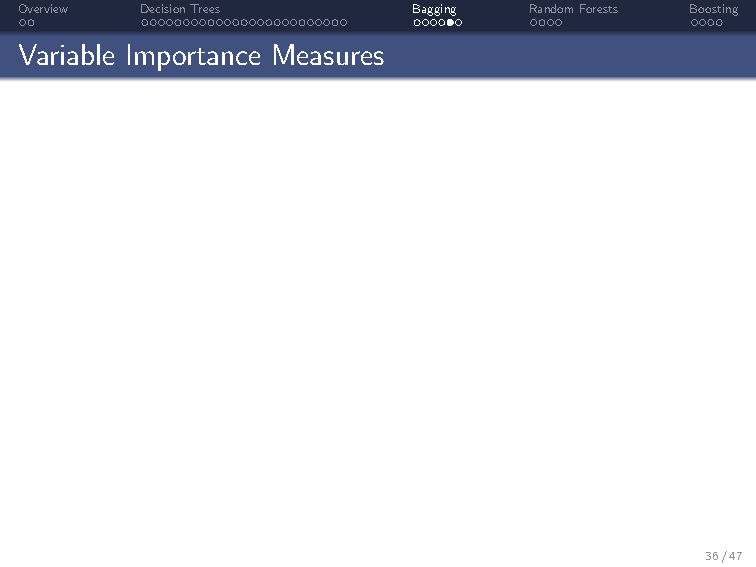 Overview Decision Trees Bagging Random Forests Boosting
Variable Importance Measures
36 / 47